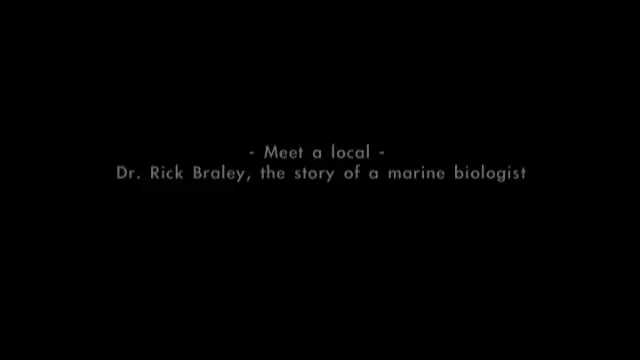 - Meet a local -
Dr. Rick Braley, the story of a marine biologist